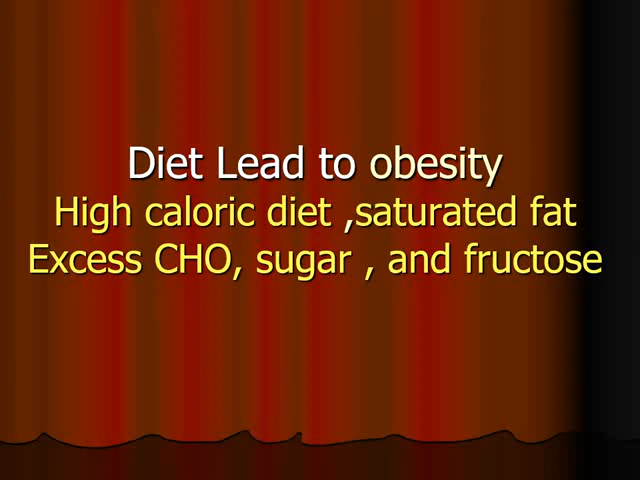 Diet Lead to obesity
High caloric diet ,saturated fat
Excess CHO, sugar , and fructose